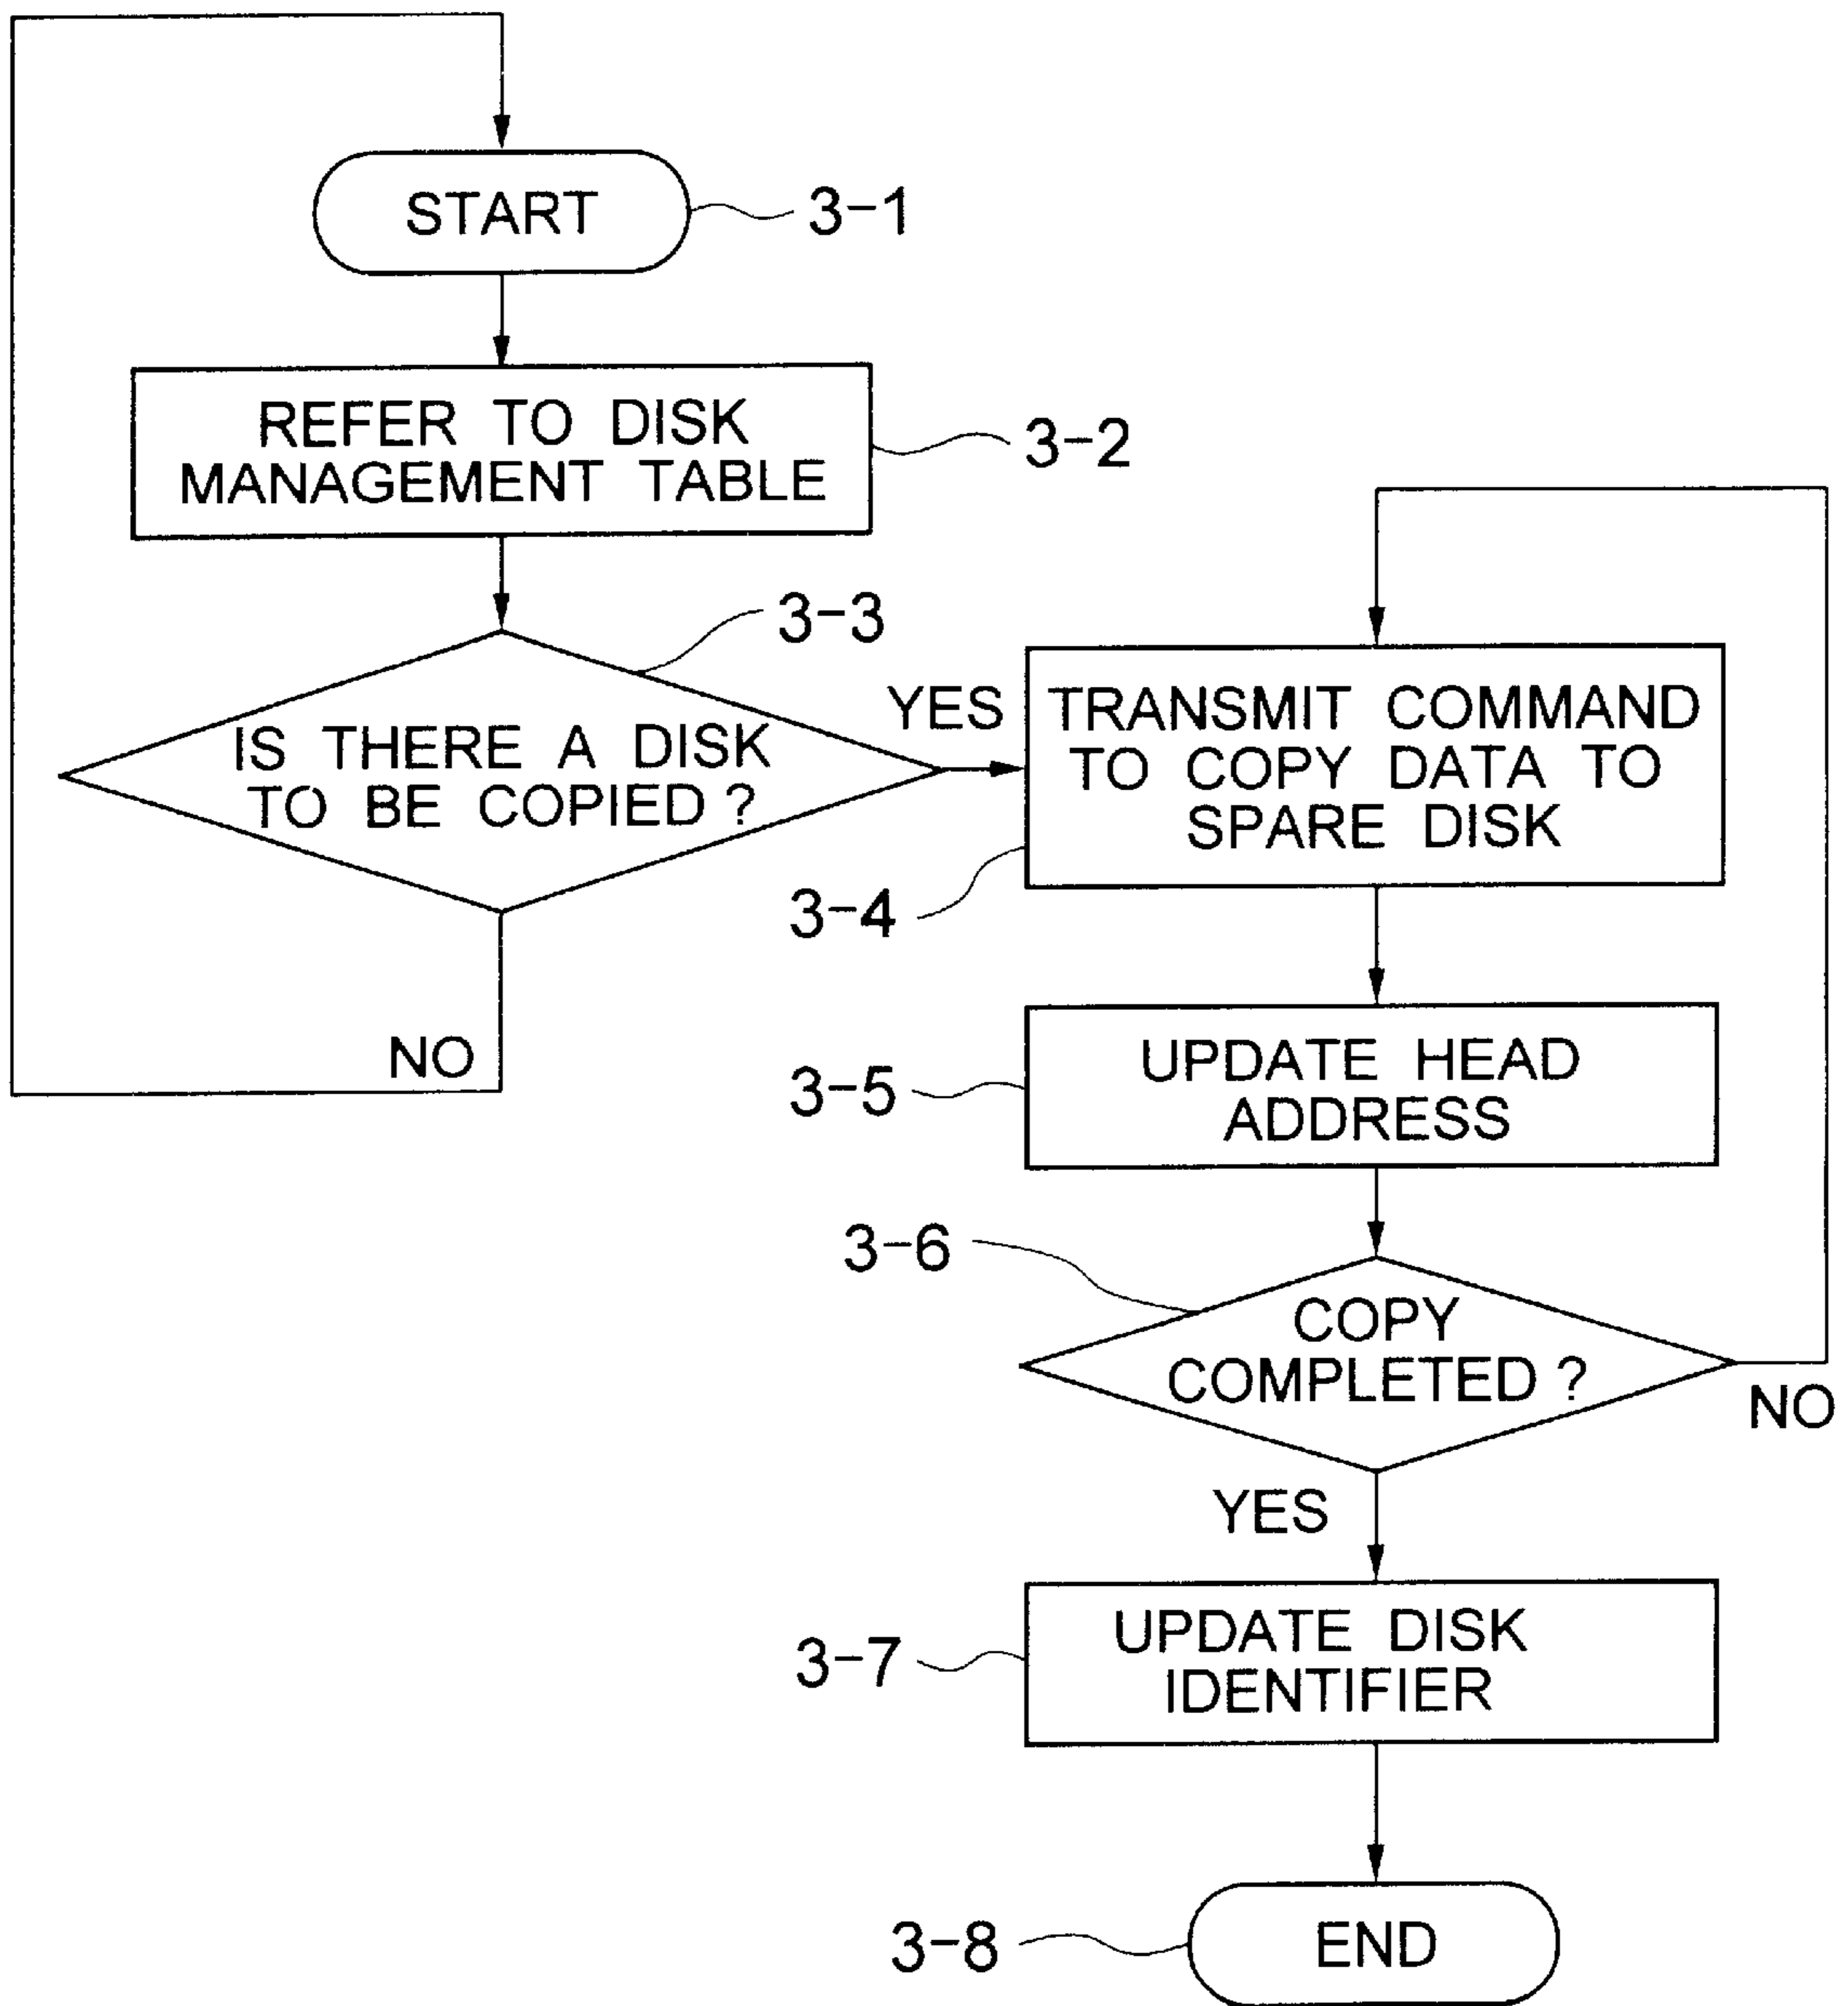 START
3-1
REFER TO DISK
MANAGEMENT TABLE
3-2
3-3
IS THERE A DISK
TO BE COPIED ?
YES
NO
TRANSMIT COMMAND
TO COPY DATA TO
SPARE DISK
3-4
UPDATE HEAD
ADDRESS
3-5
3-6
COPY
COMPLETED ?
NO
YES
UPDATE DISK
IDENTIFIER
3-7
END
3-8